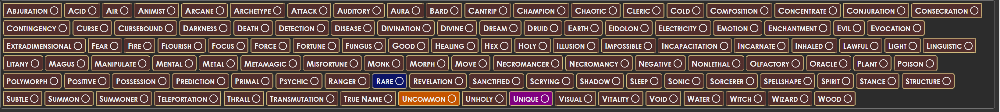 ABJURATION ACID AIR ANIMIST ARCANE ARCHETYPE ATTACK AUDITORY AURA BARD CANTRIP CHAMPION CHAOTIC CLERIC COLD COMPOSITION CONCENTRATE CONJURATION CONSECRATION
CONTINGENCY CURSE CURSEBOUND DARKNESS DEATH DETECTION DISEASE DIVINATION DIVINE DREAM DRUID EARTH EIDOLON ELECTRICITY EMOTION ENCHANTMENT EVIL EVOCATION
EXTRADIMENSIONAL FEAR FIRE FLOURISH FOCUS FORCE FORTUNE FUNGUS GOOD HEALING HEX HOLY ILLUSION IMPOSSIBLE INCAPACITATION INCARNATE INHALED LAWFUL LIGHT LINGUISTIC
LITANY MAGUS MANIPULATE MENTAL METAL METAMAGIC MISFORTUNE MONK MORPH MOVE NECROMANCER NECROMANCY NEGATIVE NONLETHAL OLFACTORY ORACLE PLANT POISON
POLYMORPH POSITIVE POSSESSION PREDICTION PRIMAL PSYCHIC RANGER RARE REVELATION SANCTIFIED SCRYING SHADOW SLEEP SONIC SORCERER SPELLSHAPE SPIRIT STANCE STRUCTURE
SUBTLE SUMMON SUMMONER TELEPORTATION THRALL TRANSMUTATION TRUE NAME UNCOMMON UNHOLY UNIQUE VISUAL VITALITY VOID WATER WITCH WIZARD WOOD